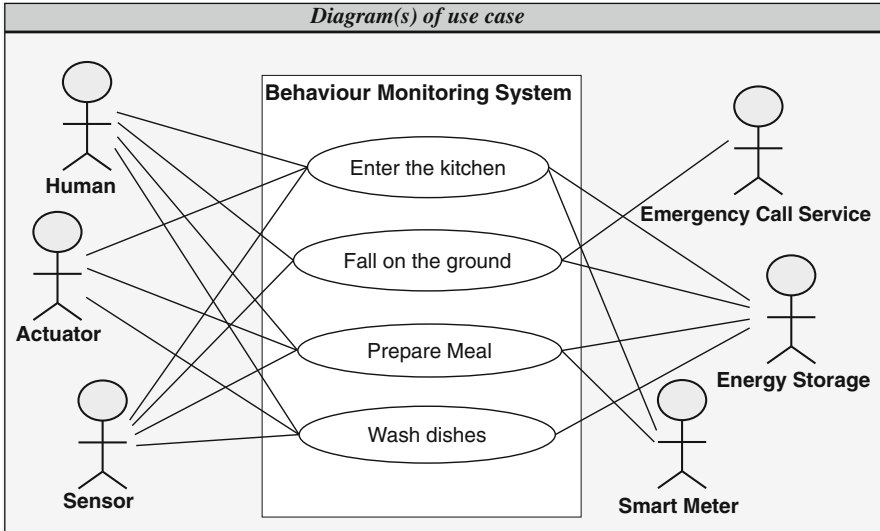 Diagram(s) of use case
Behaviour Monitoring System
Human
Enter the kitchen
Emergency Call Service
Actuator
Fall on the ground
Prepare Meal
Energy Storage
Wash dishes
Sensor
Smart Meter